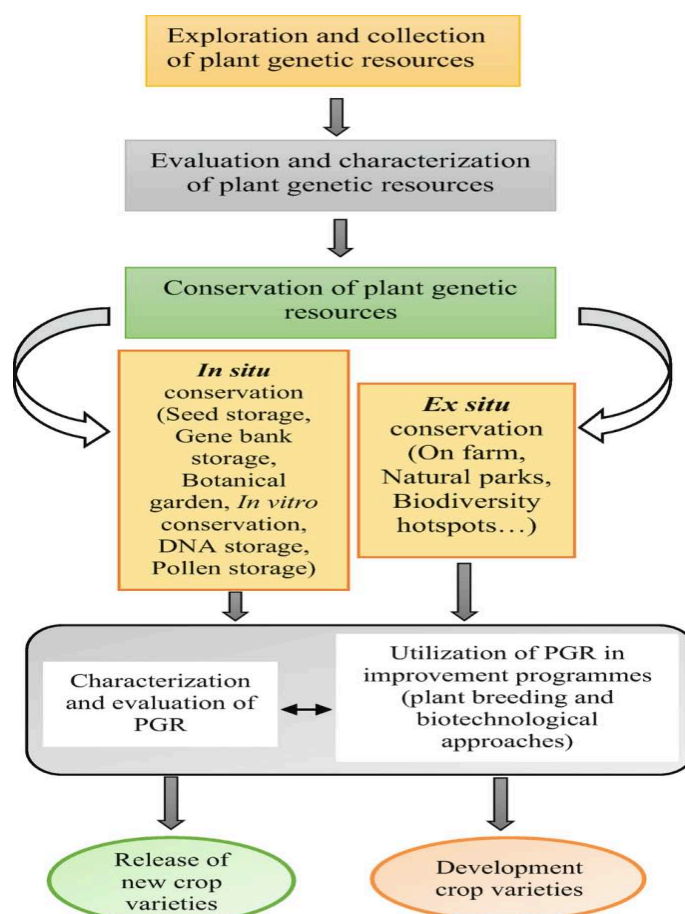 Exploration and collection
of plant genetic resources
Evaluation and characterization
of plant genetic resources
Conservation of plant genetic
resources
In situ
conservation
(Seed storage,
Gene bank
storage,
Botanical
garden, In vitro
conservation,
DNA storage,
Pollen storage)
Ex situ
conservation
(On farm,
Natural parks,
Biodiversity
hotspots…)
Characterization
and evaluation of
PGR
Utilization of PGR in
improvement programmes
(plant breeding and
biotechnological
approaches)
Release of
new crop
varieties
Development
crop varieties